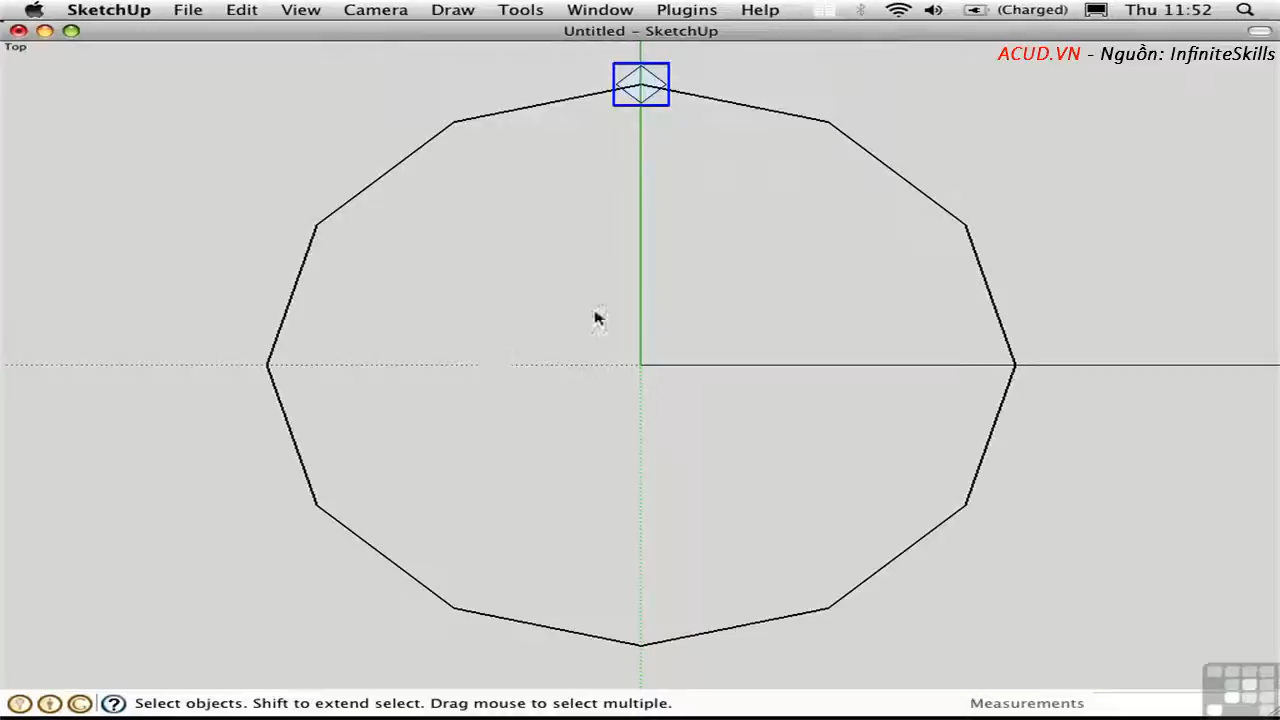 SketchUp File Edit View Camera Draw Tools Window Plugins Help (Charged) Thu 11:52
Untitled – SketchUp
Top
ACUD.VN - Nguồn: InfiniteSkills
Select objects. Shift to extend select. Drag mouse to select multiple. Measurements